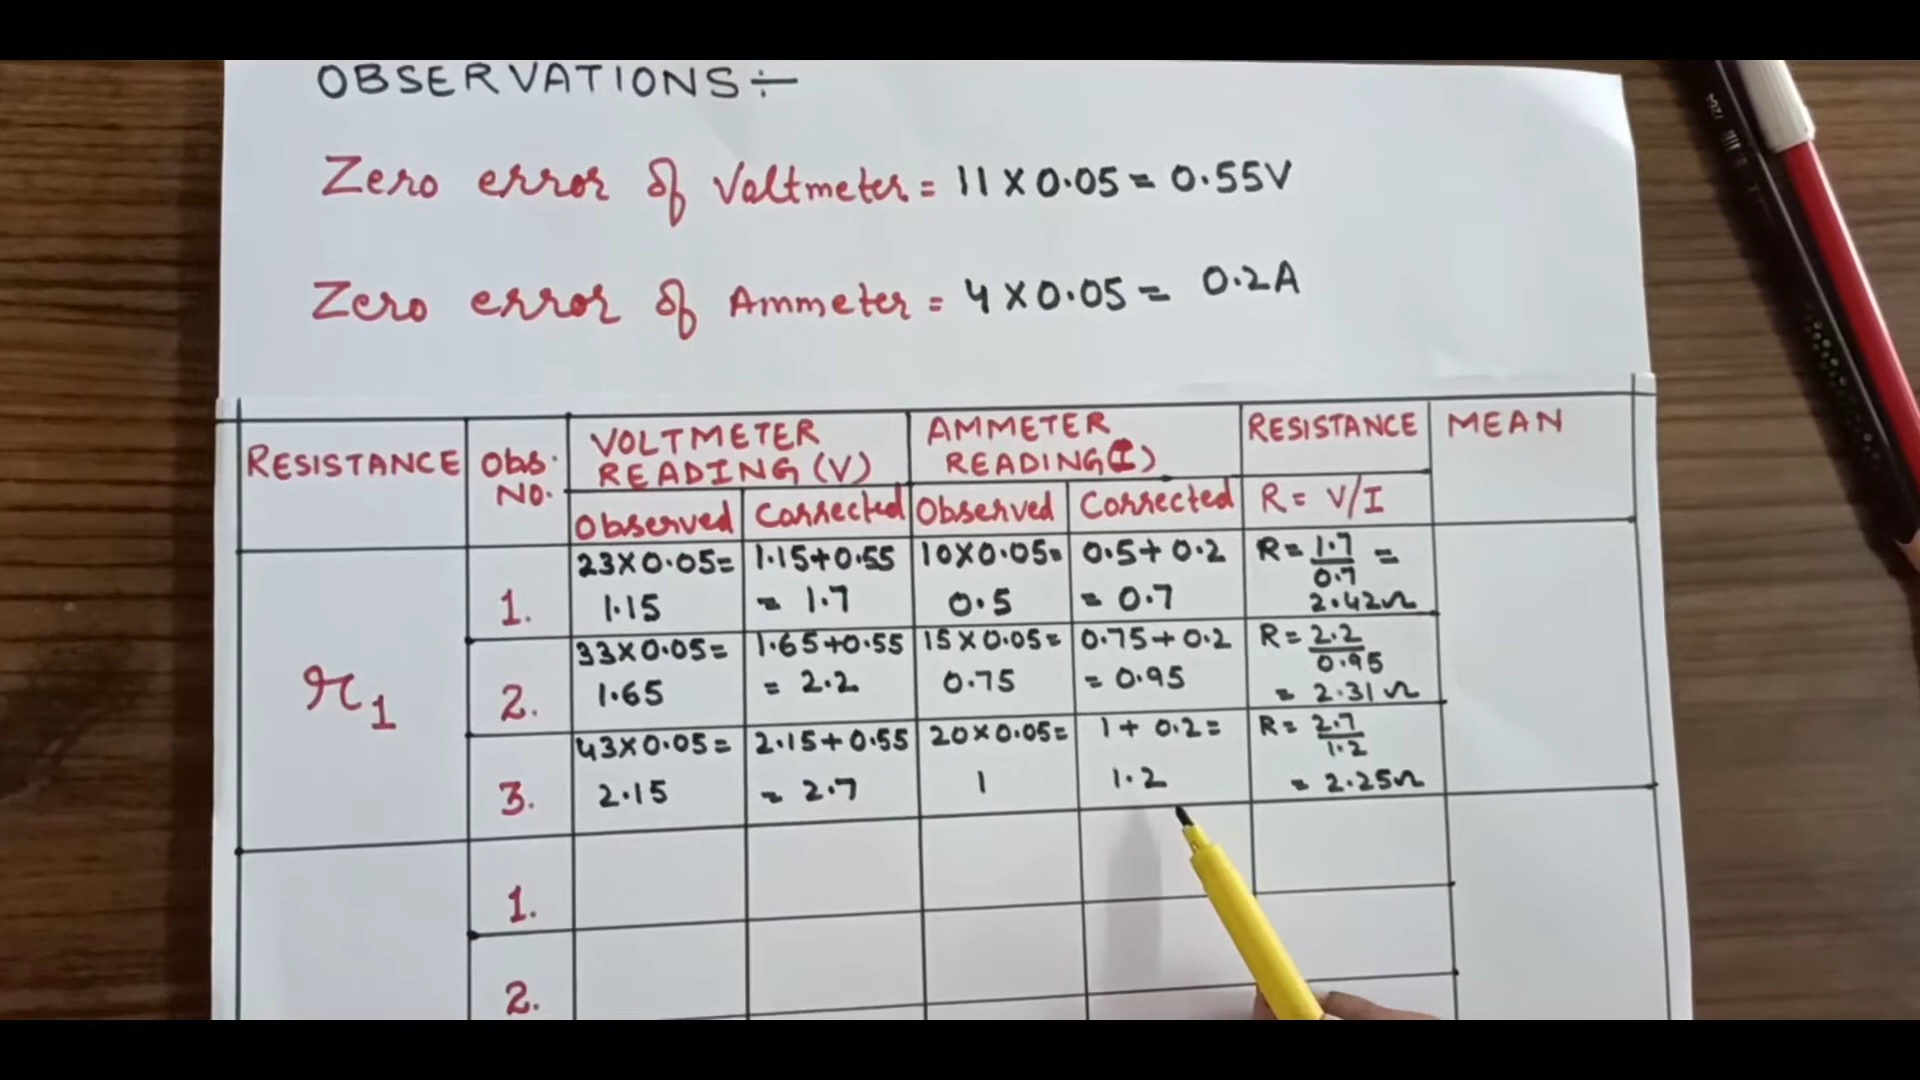 OBSERVATIONS÷
Zero error of Voltmeter = 11 X 0.05 = 0.55V
Zero error of Ammeter = 4 X 0.05 = 0.2A
RESISTANCE
Obs.
NO.
VOLTMETER
READING (V)
AMMETER
READING (I)
RESISTANCE
MEAN
Observed
Corrected
Observed
Corrected
R = V/I
r1
1.
23X0.05=
1.15
1.15+0.55
= 1.7
10X0.05=
0.5
0.5+0.2
= 0.7
R = 1.7 =
0.7
2.42Ω
2.
33X0.05=
1.65
1.65+0.55
= 2.2
15X0.05=
0.75
0.75+0.2
= 0.95
R = 2.2
0.95
= 2.31Ω
3.
43X0.05=
2.15
2.15+0.55
= 2.7
20X0.05=
1
1+ 0.2=
1.2
R = 2.7
1.2
= 2.25Ω
1.
2.